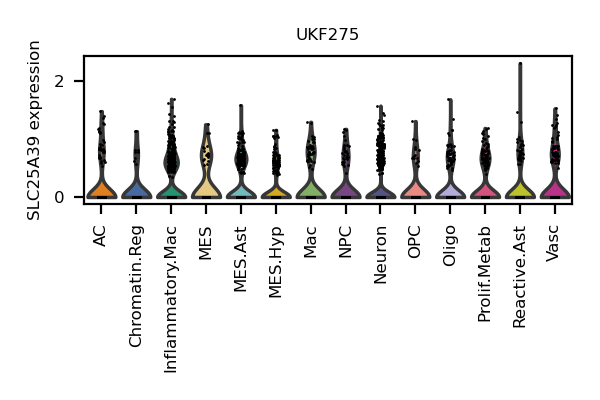 UKF275
SLC25A39 expression
2
0
AC
Chromatin.Reg
Inflammatory.Mac
MES
MES.Ast
MES.Hyp
Mac
NPC
Neuron
OPC
Oligo
Prolif.Metab
Reactive.Ast
Vasc